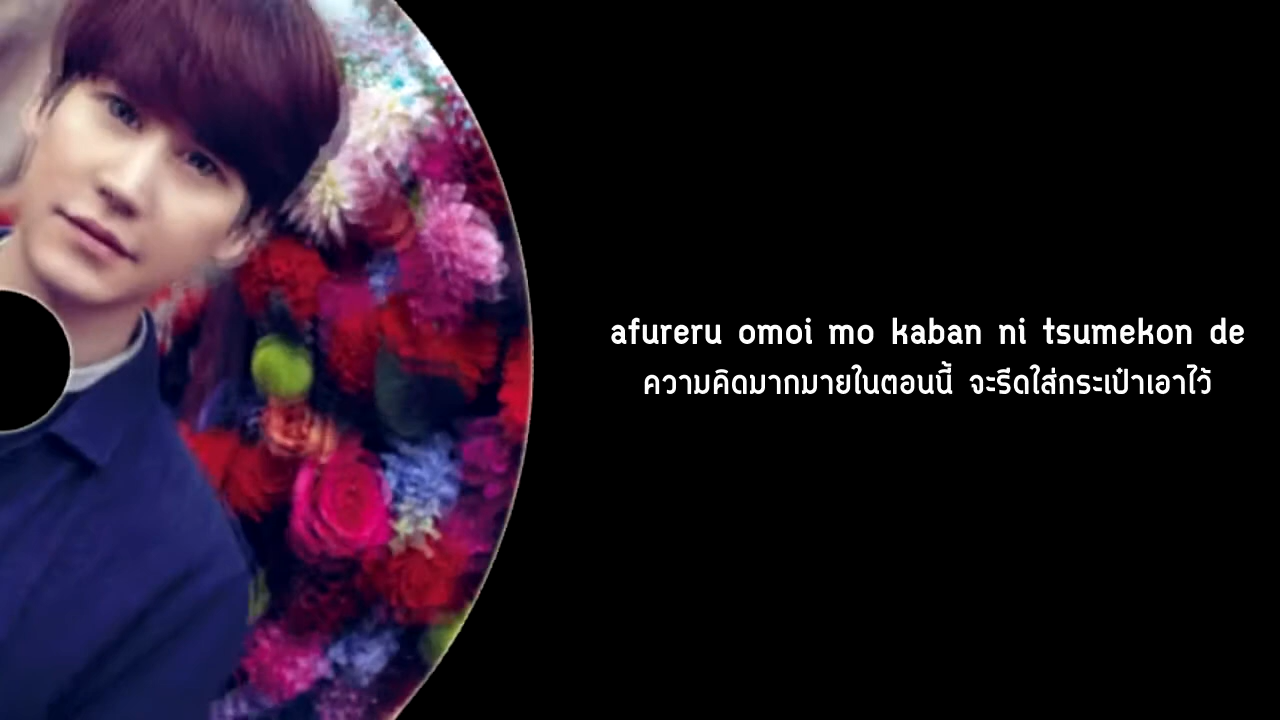 afureru omoi mo kaban ni tsumekon de
ความคิดมากมายในตอนนี้ จะรีดใส่กระเป๋าเอาไว้